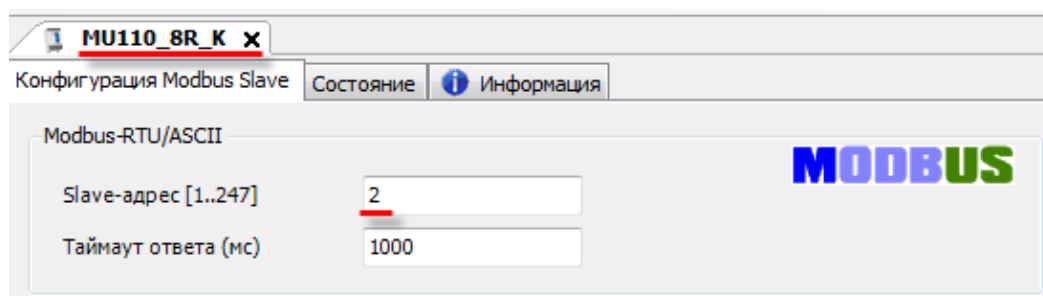 MU110_8R_K
Конфигурация Modbus Slave Состояние Информация
Modbus-RTU/ASCII
MODBUS
Slave-адрес [1..247] 2
Таймаут ответа (мс) 1000